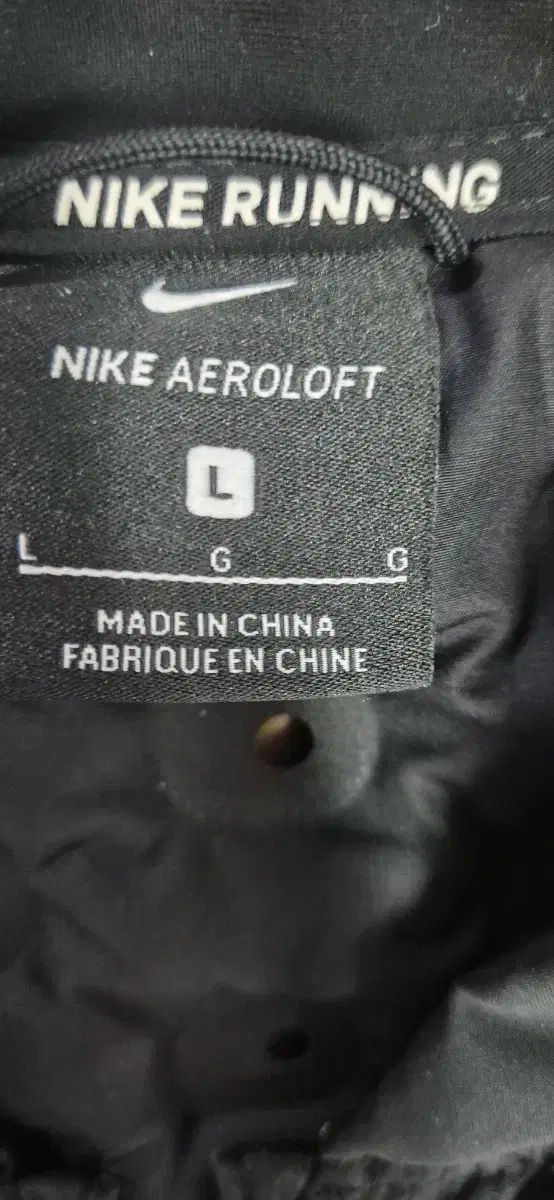 NIKE RUNNING
NIKE AEROLOFT
L
L G G
MADE IN CHINA
FABRIQUE EN CHINE